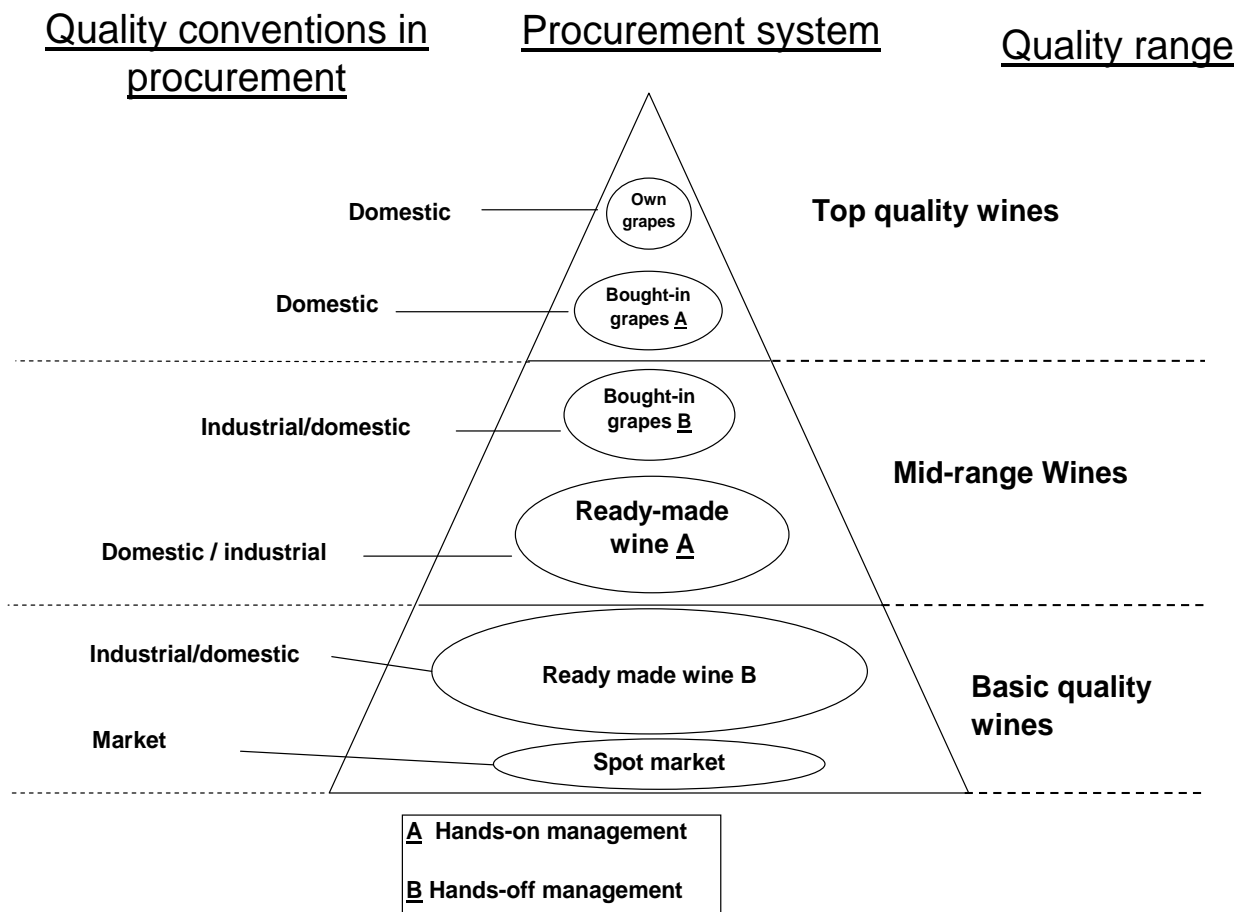 Quality conventions in
procurement
Procurement system
Quality range
Domestic
Own
grapes
Top quality wines
Domestic
Bought-in
grapes A
Industrial/domestic
Bought-in
grapes B
Mid-range Wines
Domestic / industrial
Ready-made
wine A
Industrial/domestic
Ready made wine B
Basic quality
wines
Market
Spot market
A Hands-on management
B Hands-off management